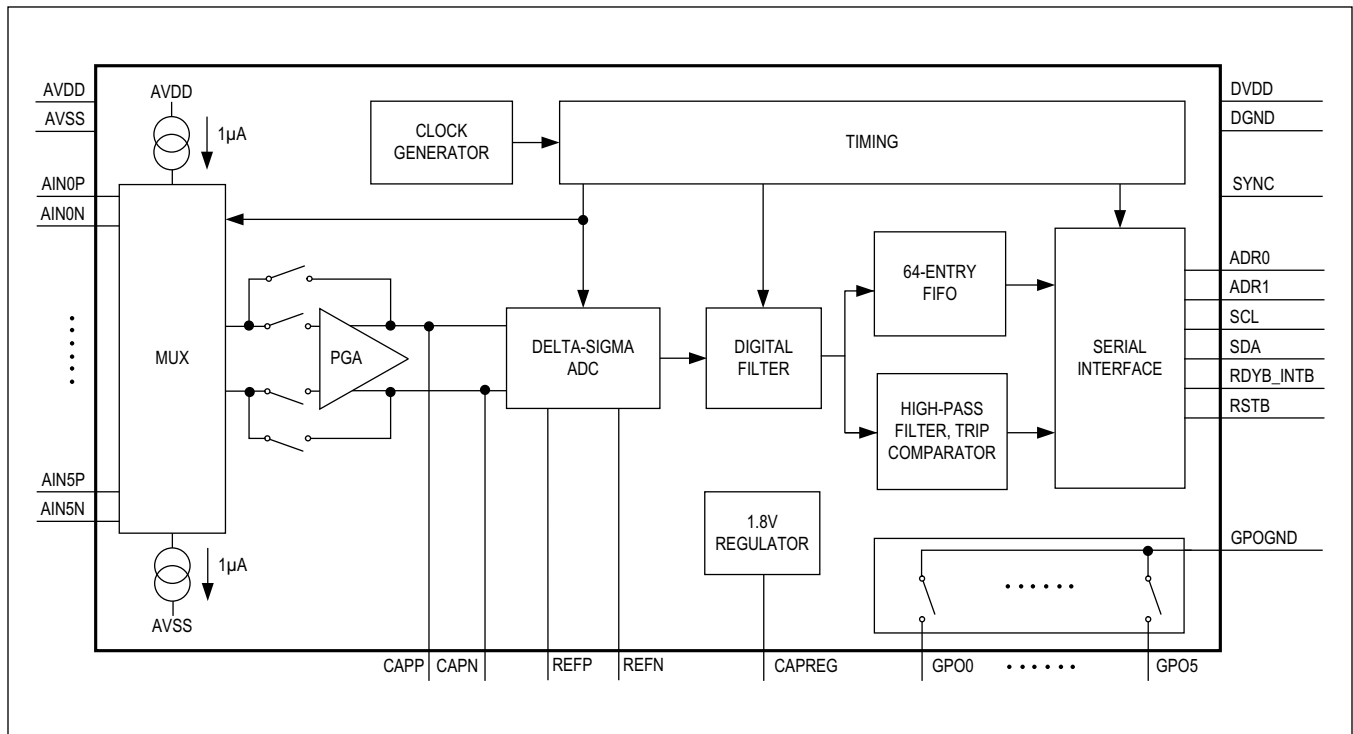 AVDD
AVSS
AVDD
1µA
CLOCK
GENERATOR
TIMING
DVDD
DGND
SYNC
AIN0P
AIN0N
MUX
PGA
DELTA-SIGMA
ADC
DIGITAL
FILTER
64-ENTRY
FIFO
HIGH-PASS
FILTER, TRIP
COMPARATOR
SERIAL
INTERFACE
ADR0
ADR1
SCL
SDA
RDYB_INTB
RSTB
AIN5P
AIN5N
1µA
AVSS
1.8V
REGULATOR
GPOGND
CAPP
CAPN
REFP
REFN
CAPREG
GPO0
GPO5